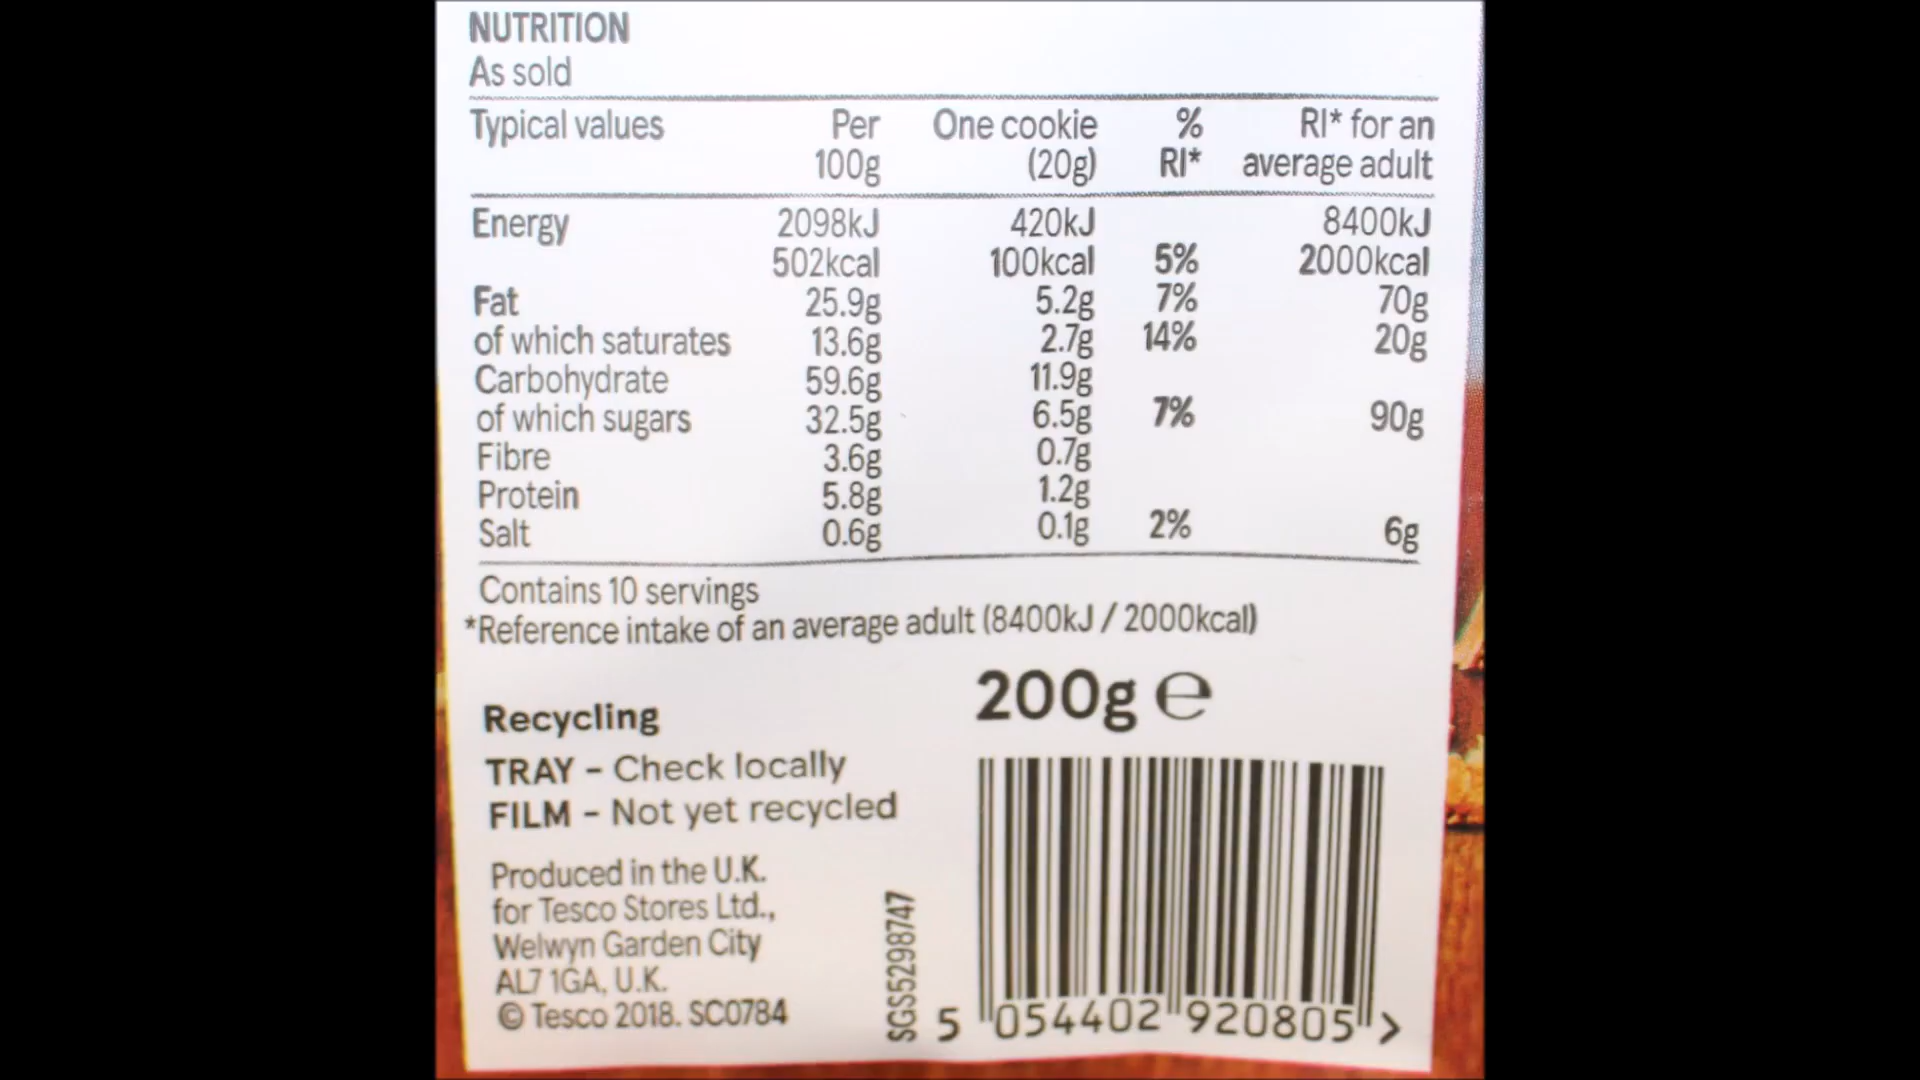 NUTRITION
As sold
Typical values Per 100g One cookie (20g) % RI* RI* for an average adult
Energy 2098kJ 420kJ 8400kJ
502kcal 100kcal 5% 2000kcal
Fat 25.9g 5.2g 7% 70g
of which saturates 13.6g 2.7g 14% 20g
Carbohydrate 59.6g 11.9g
of which sugars 32.5g 6.5g 7% 90g
Fibre 3.6g 0.7g
Protein 5.8g 1.2g
Salt 0.6g 0.1g 2% 6g
Contains 10 servings
*Reference intake of an average adult (8400kJ / 2000kcal)
200g e
Recycling
TRAY - Check locally
FILM - Not yet recycled
Produced in the U.K.
for Tesco Stores Ltd.,
Welwyn Garden City
AL7 1GA, U.K.
© Tesco 2018. SC0784
SGS5298747
5 054402 920805 >